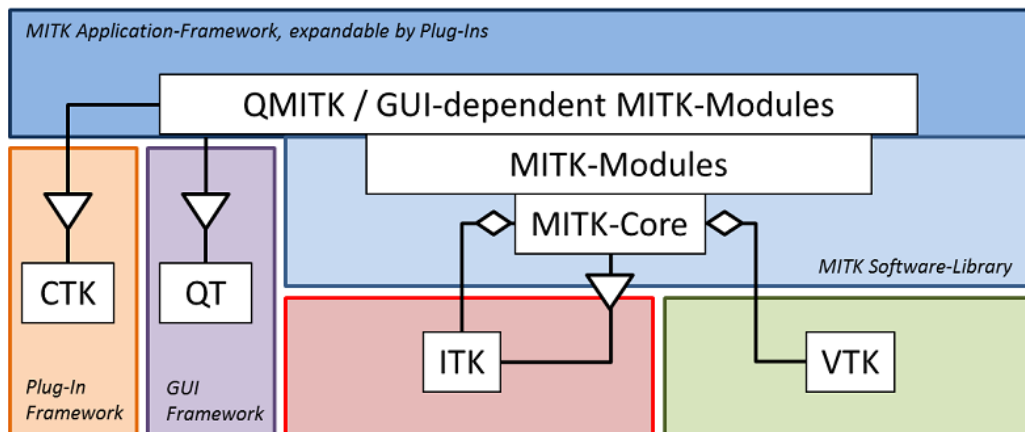 MITK Application-Framework, expandable by Plug-Ins
QMITK / GUI-dependent MITK-Modules
MITK-Modules
MITK-Core
MITK Software-Library
CTK
QT
ITK
VTK
Plug-In
Framework
GUI
Framework